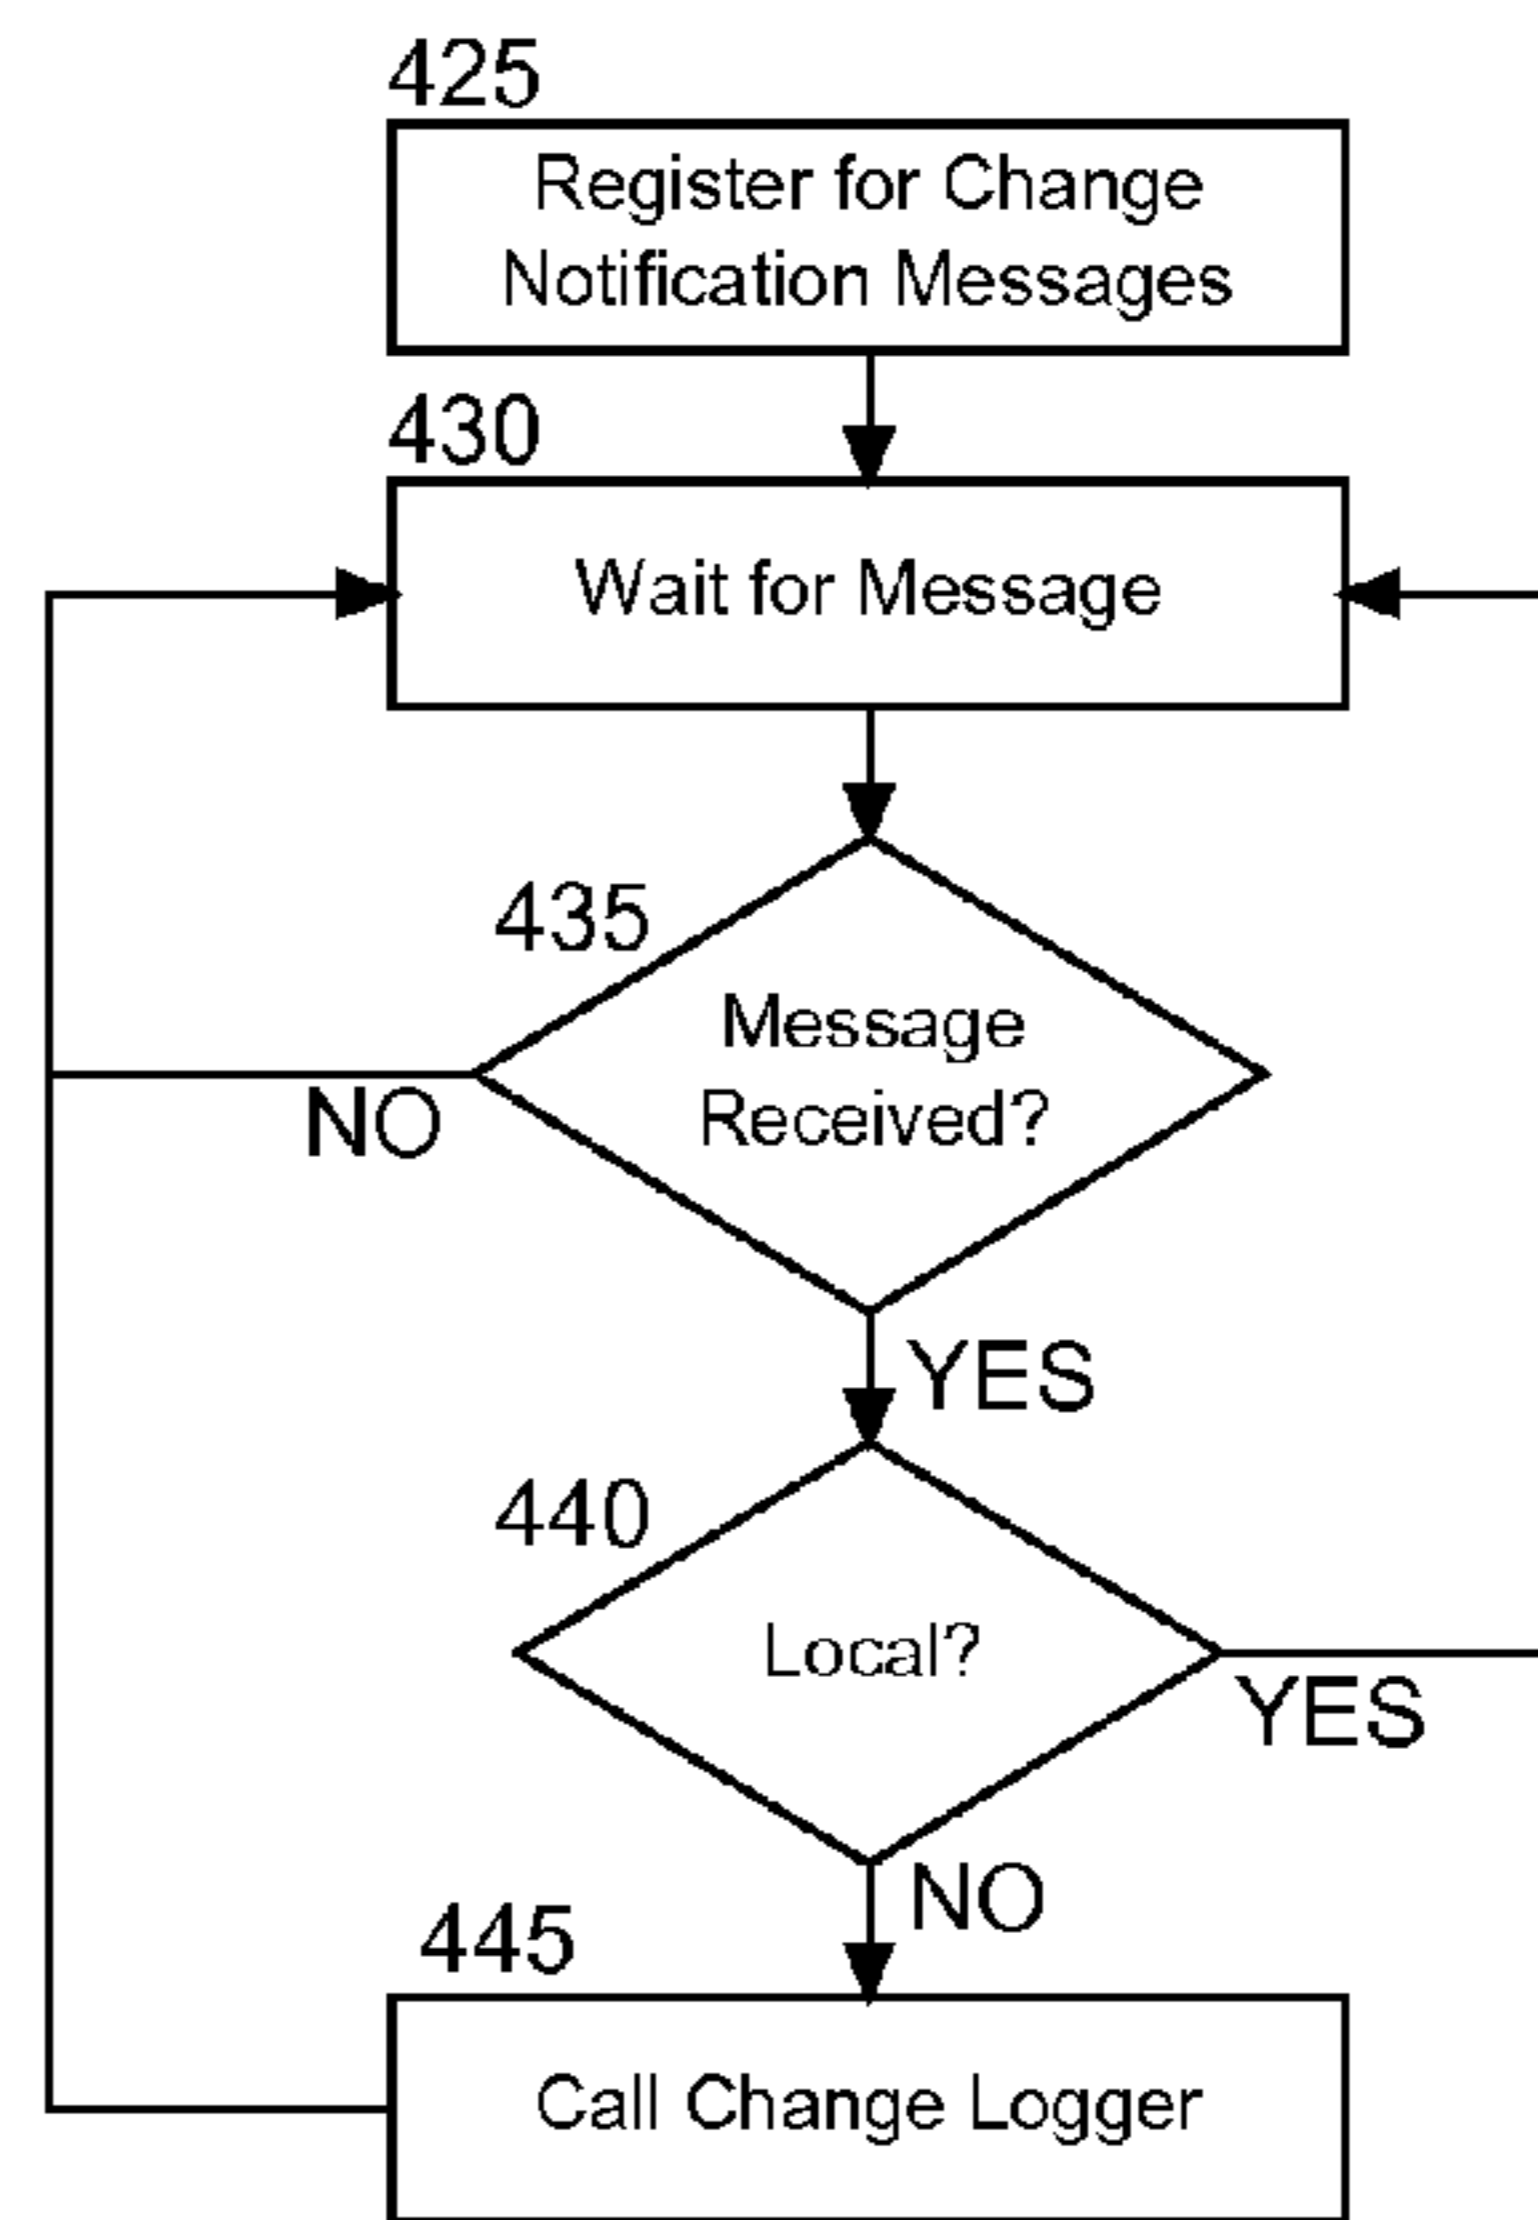 425
Register for Change
Notification Messages
430
Wait for Message
435
Message
Received?
NO
YES
440
Local?
YES
NO
445
Call Change Logger